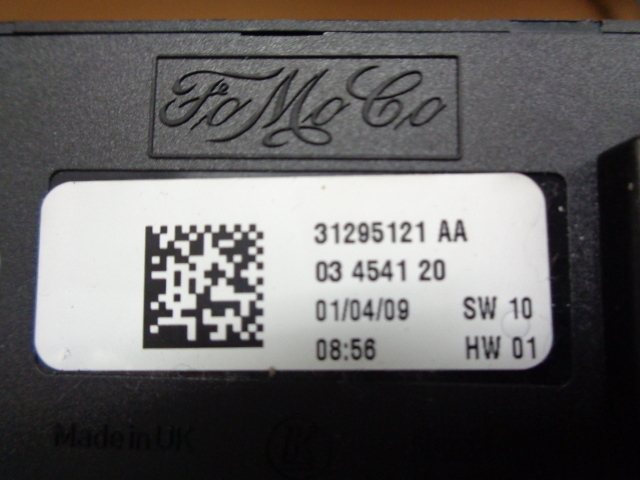 FoMoCo
31295121 AA
03 4541 20
01/04/09 SW 10
08:56 HW 01
Made in UK